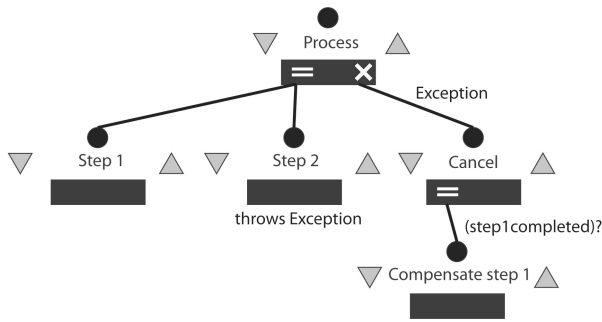 Process
Exception
Step 1
Step 2
Cancel
throws Exception
(step1completed)?
Compensate step 1